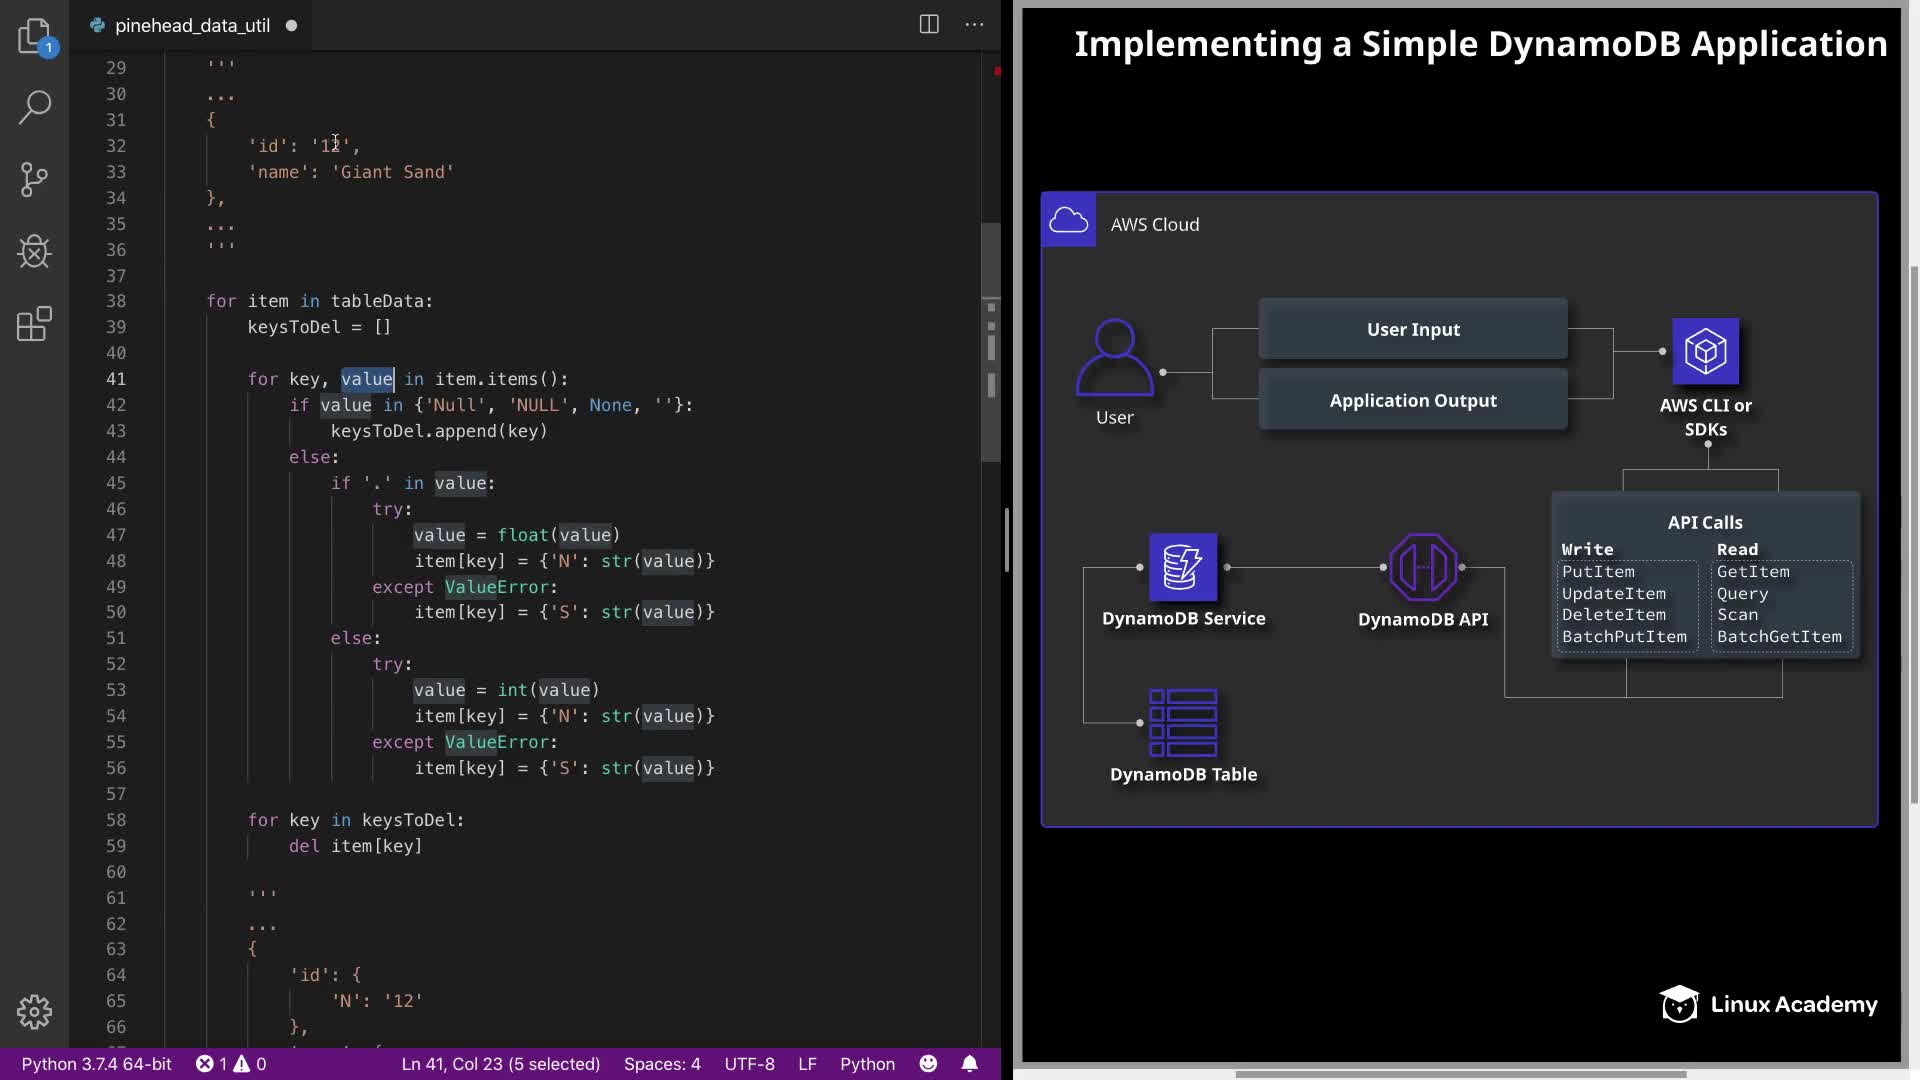 pinehead_data_util
1
29 '''
30 ...
31 {
32 'id': '12',
33 'name': 'Giant Sand'
34 },
35 ...
36 '''
37
38 for item in tableData:
39 keysToDel = []
40
41 for key, value in item.items():
42 if value in {'Null', 'NULL', None, ''}:
43 keysToDel.append(key)
44 else:
45 if '.' in value:
46 try:
47 value = float(value)
48 item[key] = {'N': str(value)}
49 except ValueError:
50 item[key] = {'S': str(value)}
51 else:
52 try:
53 value = int(value)
54 item[key] = {'N': str(value)}
55 except ValueError:
56 item[key] = {'S': str(value)}
57
58 for key in keysToDel:
59 del item[key]
60
61 '''
62 ...
63 {
64 'id': {
65 'N': '12'
66 },
Python 3.7.4 64-bit 1 0 Ln 41, Col 23 (5 selected) Spaces: 4 UTF-8 LF Python
Implementing a Simple DynamoDB Application
AWS Cloud
User Input
Application Output
User
AWS CLI or
SDKs
API Calls
Write Read
PutItem GetItem
UpdateItem Query
DeleteItem Scan
BatchPutItem BatchGetItem
DynamoDB Service
DynamoDB API
DynamoDB Table
Linux Academy